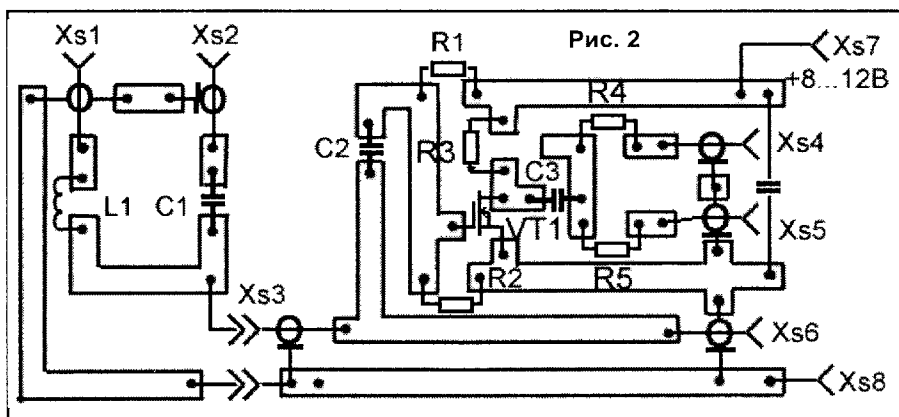 Xs1
Xs2
Рис. 2
R1
Xs7
+8...12В
R4
C2
R3
C3
Xs4
L1
C1
VT1
Xs5
R2
R5
Xs3
Xs6
Xs8